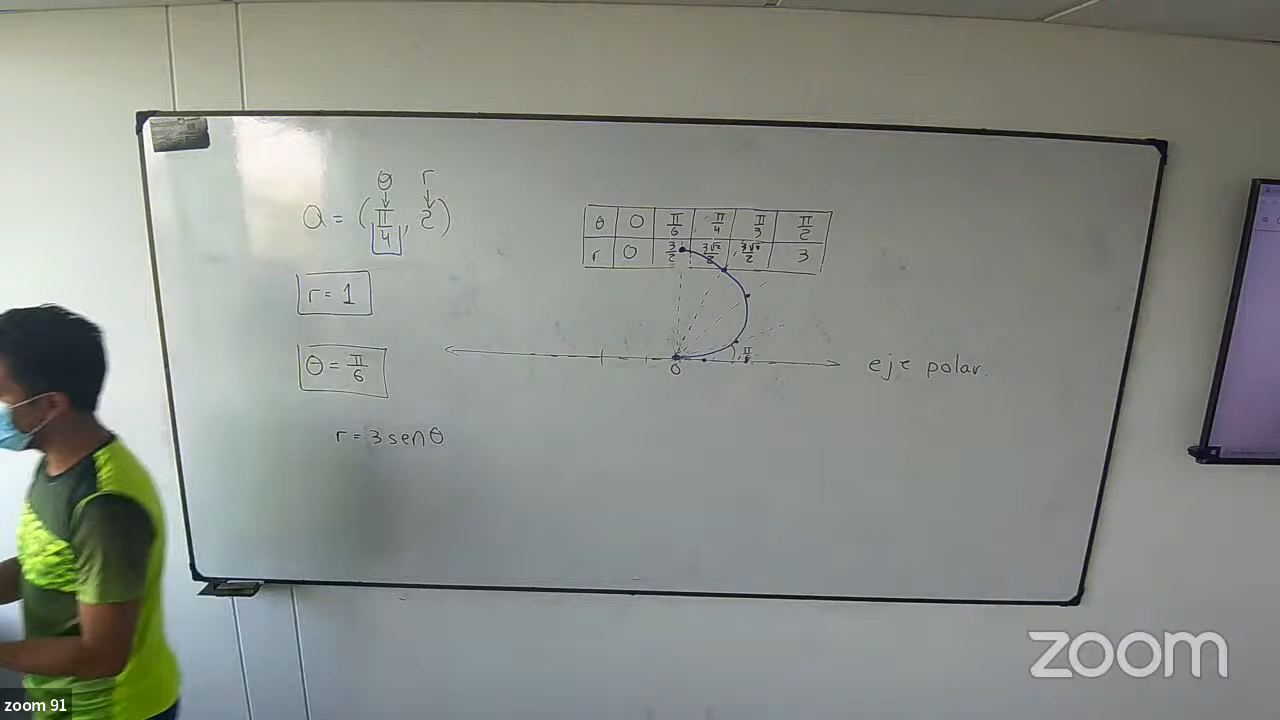 θ r
Q = (π/4, 2)
r = 1
θ = π/6
r = 3 sen θ
θ 0 π/6 π/4 π/3 π/2
r 0 3/2 3√2/2 3√3/2 3
0
eje polar.
zoom
zoom 91